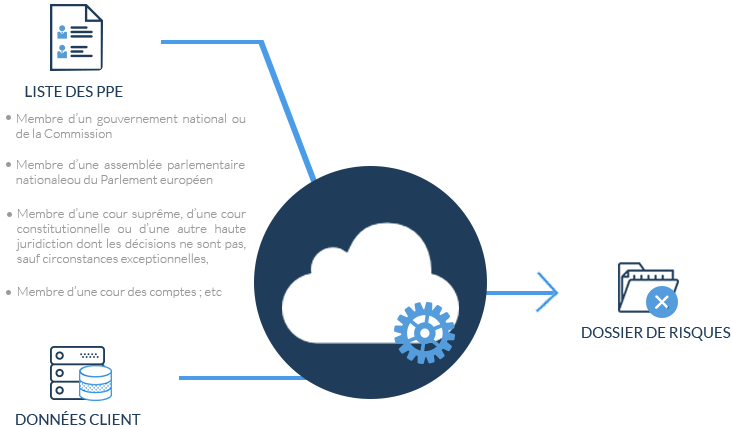 LISTE DES PPE
• Membre d'un gouvernement national ou
de la Commission
• Membre d'une assemblée parlementaire
nationaleou du Parlement européen
• Membre d'une cour suprême, d'une cour
constitutionnelle ou d'une autre haute
juridiction dont les décisions ne sont pas,
sauf circonstances exceptionnelles,
• Membre d'une cour des comptes ; etc
DOSSIER DE RISQUES
DONNÉES CLIENT